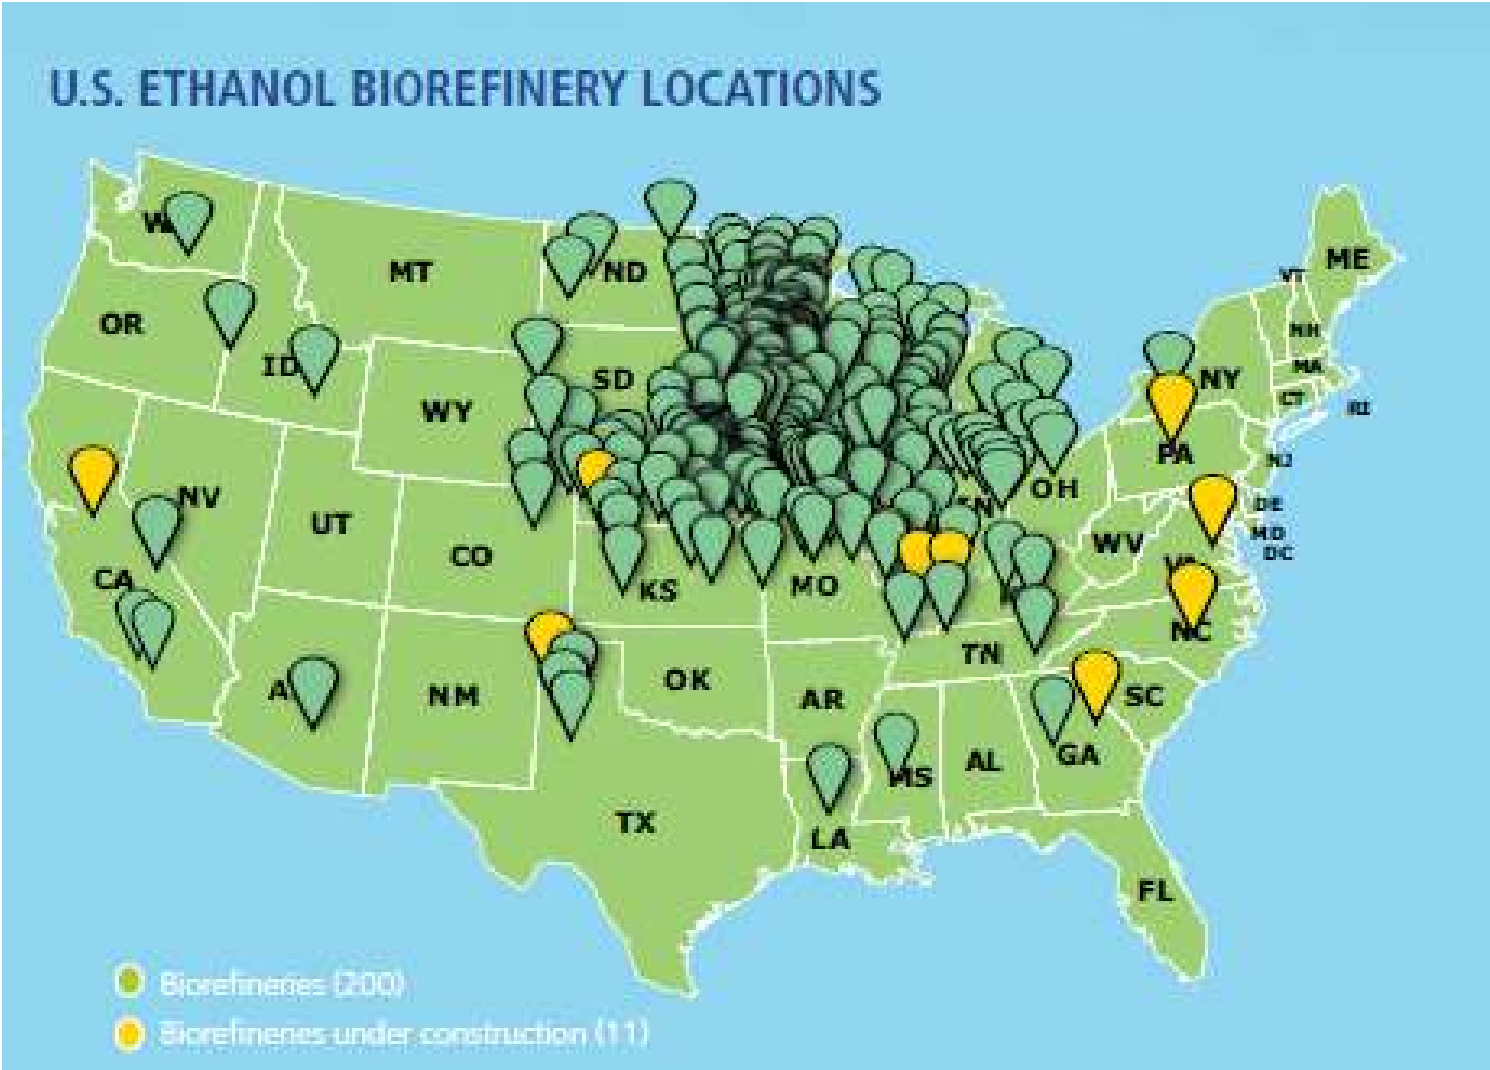 U.S. ETHANOL BIOREFINERY LOCATIONS
ME
VT
MT
ND
OR
NH
ID
MA
SD
NY
WY
CT
RI
PA
NJ
OH
NV
DE
UT
MD
WV
DC
CO
CA
KS
MO
NC
TN
OK
NM
AR
SC
GA
AL
MS
TX
LA
FL
Biorefineries (200)
Biorefineries under construction (11)